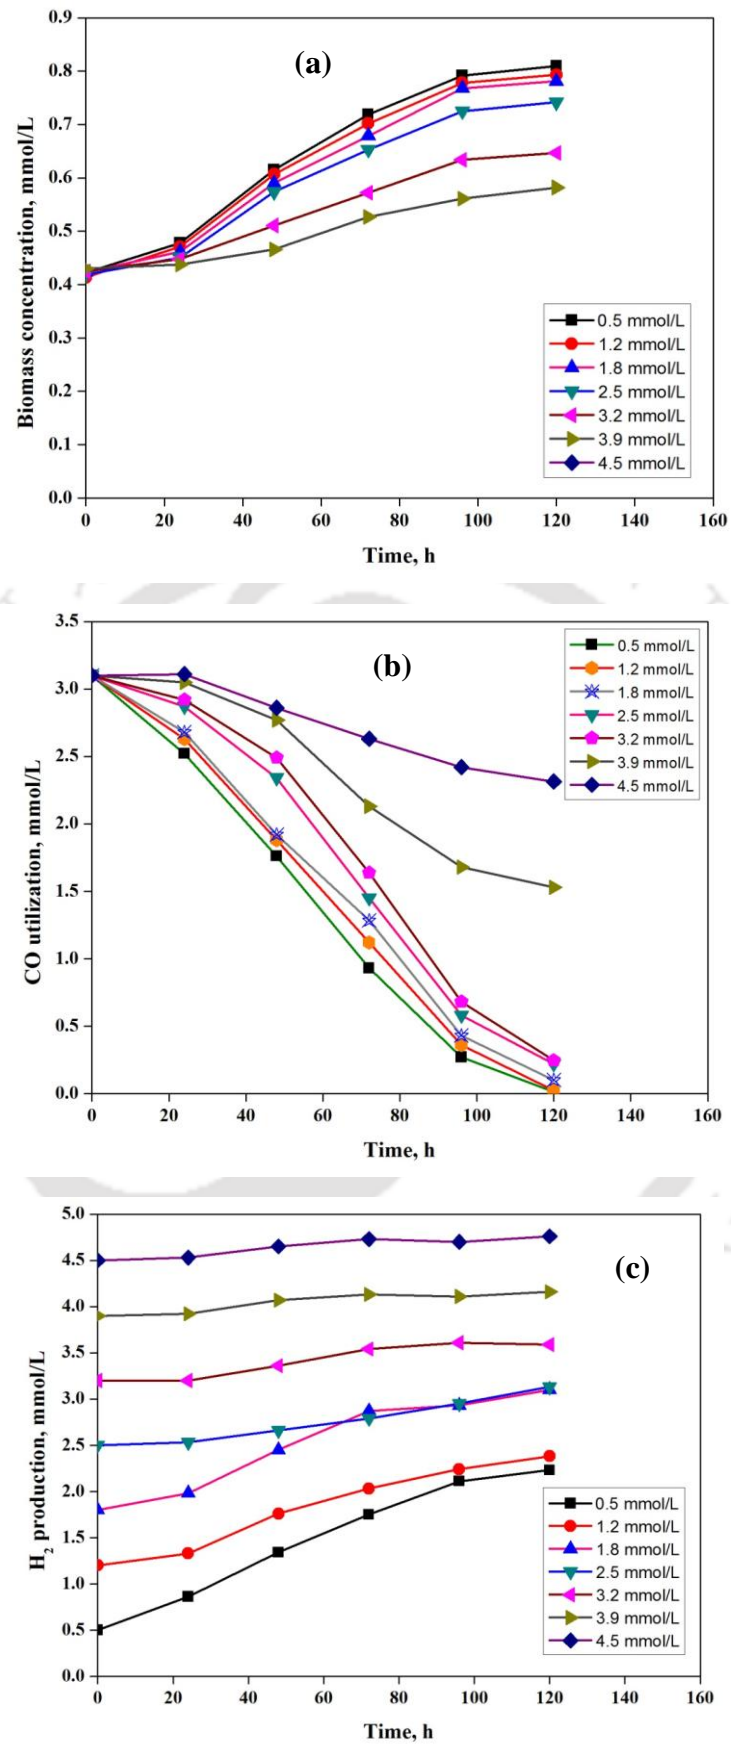 0.9
(a)
0.8
0.7
0.6
0.5
0.4
0.3
0.2
0.1
0.0
Biomass concentration, mmol/L
0.5 mmol/L
1.2 mmol/L
1.8 mmol/L
2.5 mmol/L
3.2 mmol/L
3.9 mmol/L
4.5 mmol/L
0 20 40 60 80 100 120 140 160
Time, h
3.5
(b)
3.0
2.5
2.0
1.5
1.0
0.5
0.0
CO utilization, mmol/L
0.5 mmol/L
1.2 mmol/L
1.8 mmol/L
2.5 mmol/L
3.2 mmol/L
3.9 mmol/L
4.5 mmol/L
0 20 40 60 80 100 120 140 160
Time, h
5.0
(c)
4.5
4.0
3.5
3.0
2.5
2.0
1.5
1.0
0.5
0.0
H₂ production, mmol/L
0.5 mmol/L
1.2 mmol/L
1.8 mmol/L
2.5 mmol/L
3.2 mmol/L
3.9 mmol/L
4.5 mmol/L
0 20 40 60 80 100 120 140 160
Time, h